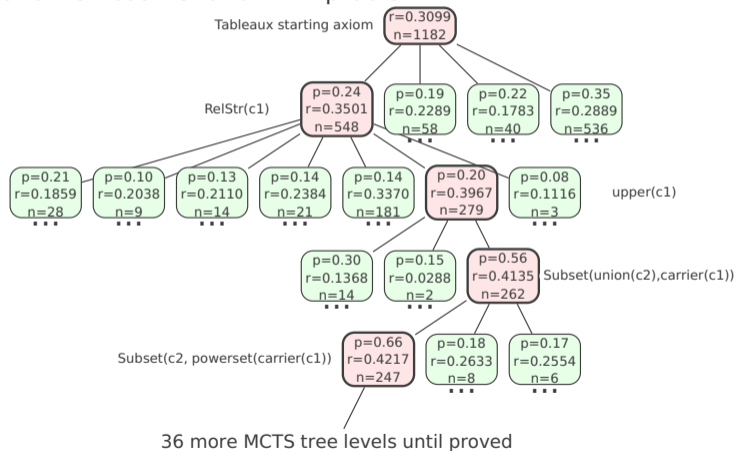 Tableaux starting axiom
r=0.3099
n=1182
RelStr(c1)
p=0.24
r=0.3501
n=548
p=0.19
r=0.2289
n=58
p=0.22
r=0.1783
n=40
p=0.35
r=0.2889
n=536
p=0.21
r=0.1859
n=28
p=0.10
r=0.2038
n=9
p=0.13
r=0.2110
n=14
p=0.14
r=0.2384
n=21
p=0.14
r=0.3370
n=181
p=0.20
r=0.3967
n=279
p=0.08
r=0.1116
n=3
upper(c1)
p=0.30
r=0.1368
n=14
p=0.15
r=0.0288
n=2
p=0.56
r=0.4135
n=262
Subset(union(c2),carrier(c1))
Subset(c2, powerset(carrier(c1))
p=0.66
r=0.4217
n=247
p=0.18
r=0.2633
n=8
p=0.17
r=0.2554
n=6
36 more MCTS tree levels until proved